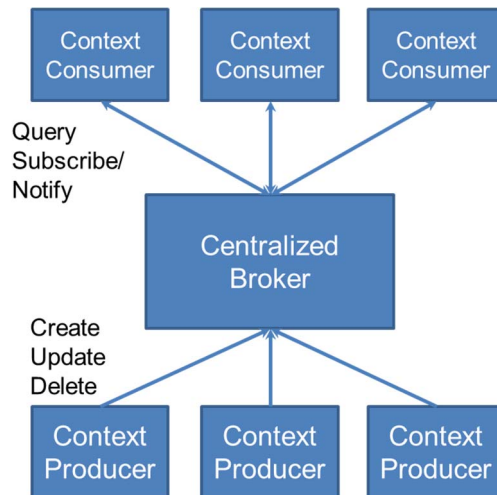 Context
Consumer
Context
Consumer
Context
Consumer
Query
Subscribe/
Notify
Centralized
Broker
Create
Update
Delete
Context
Producer
Context
Producer
Context
Producer